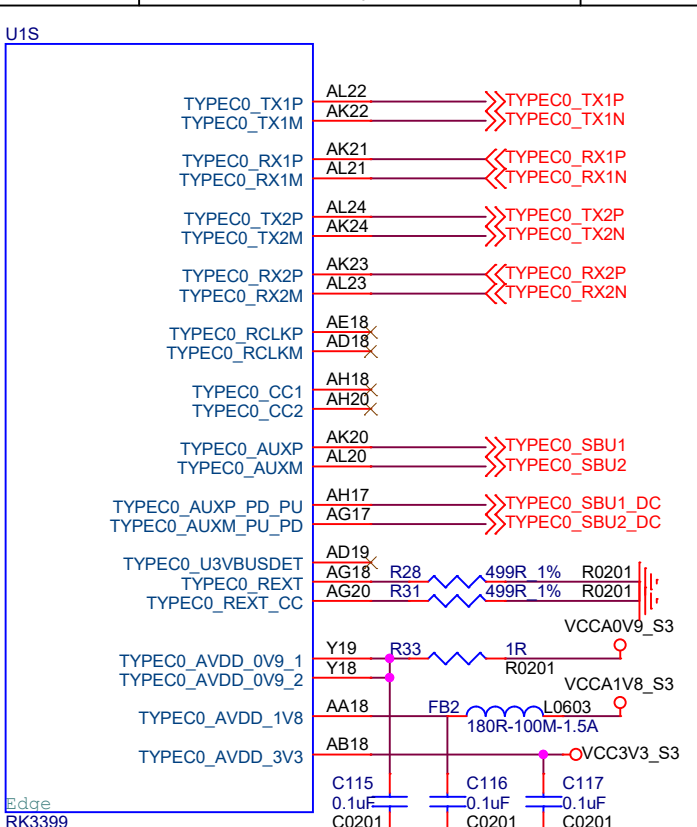 U1S
TYPEC0_TX1P AL22 TYPEC0_TX1P
TYPEC0_TX1M AK22 TYPEC0_TX1N
TYPEC0_RX1P AK21 TYPEC0_RX1P
TYPEC0_RX1M AL21 TYPEC0_RX1N
TYPEC0_TX2P AL24 TYPEC0_TX2P
TYPEC0_TX2M AK24 TYPEC0_TX2N
TYPEC0_RX2P AK23 TYPEC0_RX2P
TYPEC0_RX2M AL23 TYPEC0_RX2N
TYPEC0_RCLKP AE18
TYPEC0_RCLKM AD18
TYPEC0_CC1 AH18
TYPEC0_CC2 AH20
TYPEC0_AUXP AK20 TYPEC0_SBU1
TYPEC0_AUXM AL20 TYPEC0_SBU2
TYPEC0_AUXP_PD_PU AH17 TYPEC0_SBU1_DC
TYPEC0_AUXM_PU_PD AG17 TYPEC0_SBU2_DC
TYPEC0_U3VBUSDET AD19
TYPEC0_REXT AG18 R28 499R_1% R0201
TYPEC0_REXT_CC AG20 R31 499R_1% R0201
VCCA0V9_S3
TYPEC0_AVDD_0V9_1 Y19 R33 1R
TYPEC0_AVDD_0V9_2 Y18 R0201
VCCA1V8_S3
TYPEC0_AVDD_1V8 AA18 FB2 L0603
180R-100M-1.5A
TYPEC0_AVDD_3V3 AB18 VCC3V3_S3
C115 C116 C117
0.1uF 0.1uF 0.1uF
C0201 C0201 C0201
Edge
RK3399